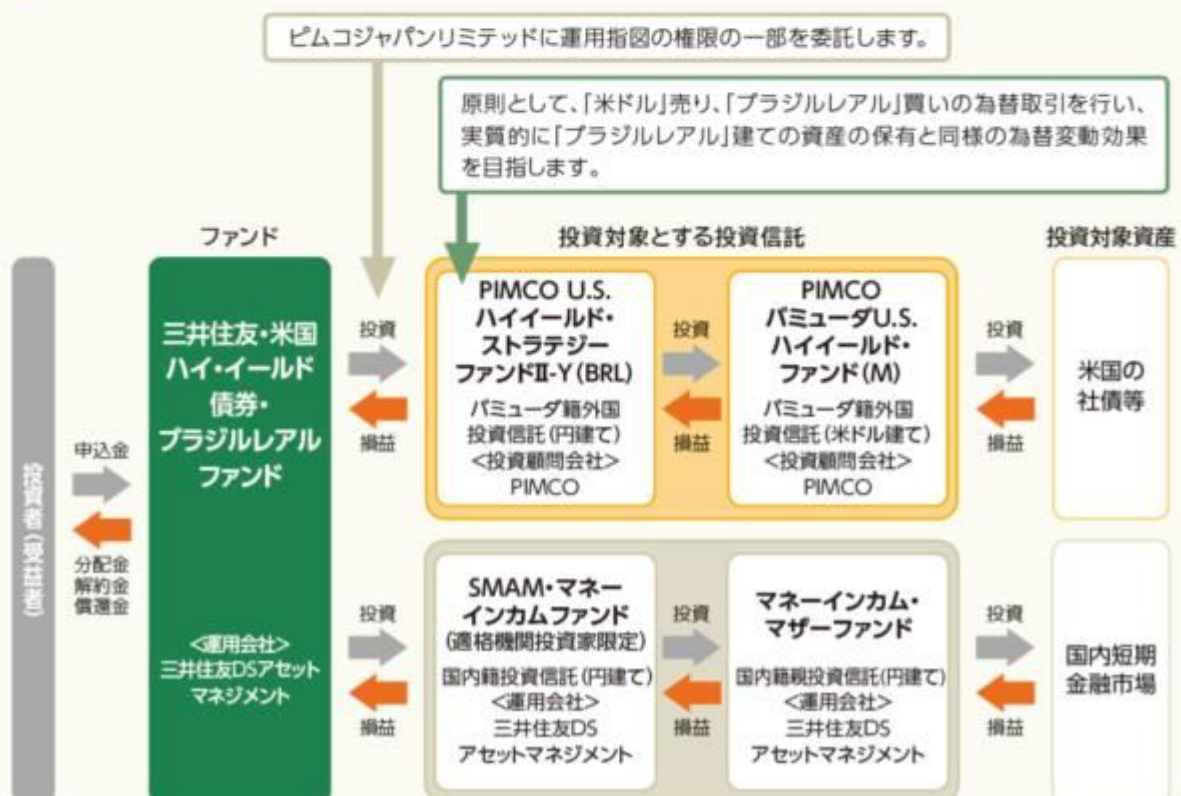 ピムコジャパンリミテッドに運用指図の権限の一部を委託します。
原則として、「米ドル」売り、「ブラジルレアル」買いの為替取引を行い、
実質的に「ブラジルレアル」建ての資産の保有と同様の為替変動効果
を目指します。
ファンド
投資対象とする投資信託
投資対象資産
投資者(受益者)
申込金
分配金
解約金
償還金
三井住友・米国
ハイ・イールド
債券・
ブラジルレアル
ファンド
<運用会社>
三井住友DSアセット
マネジメント
投資
損益
PIMCO U.S.
ハイイールド・
ストラテジー
ファンドⅡ-Y(BRL)
バミューダ籍外国
投資信託(円建て)
<投資顧問会社>
PIMCO
投資
損益
PIMCO
バミューダU.S.
ハイイールド・
ファンド(M)
バミューダ籍外国
投資信託(米ドル建て)
<投資顧問会社>
PIMCO
投資
損益
米国の
社債等
投資
損益
SMAM・マネー
インカムファンド
(適格機関投資家限定)
国内籍投資信託(円建て)
<運用会社>
三井住友DS
アセットマネジメント
投資
損益
マネーインカム・
マザーファンド
国内籍親投資信託(円建て)
<運用会社>
三井住友DS
アセットマネジメント
投資
損益
国内短期
金融市場